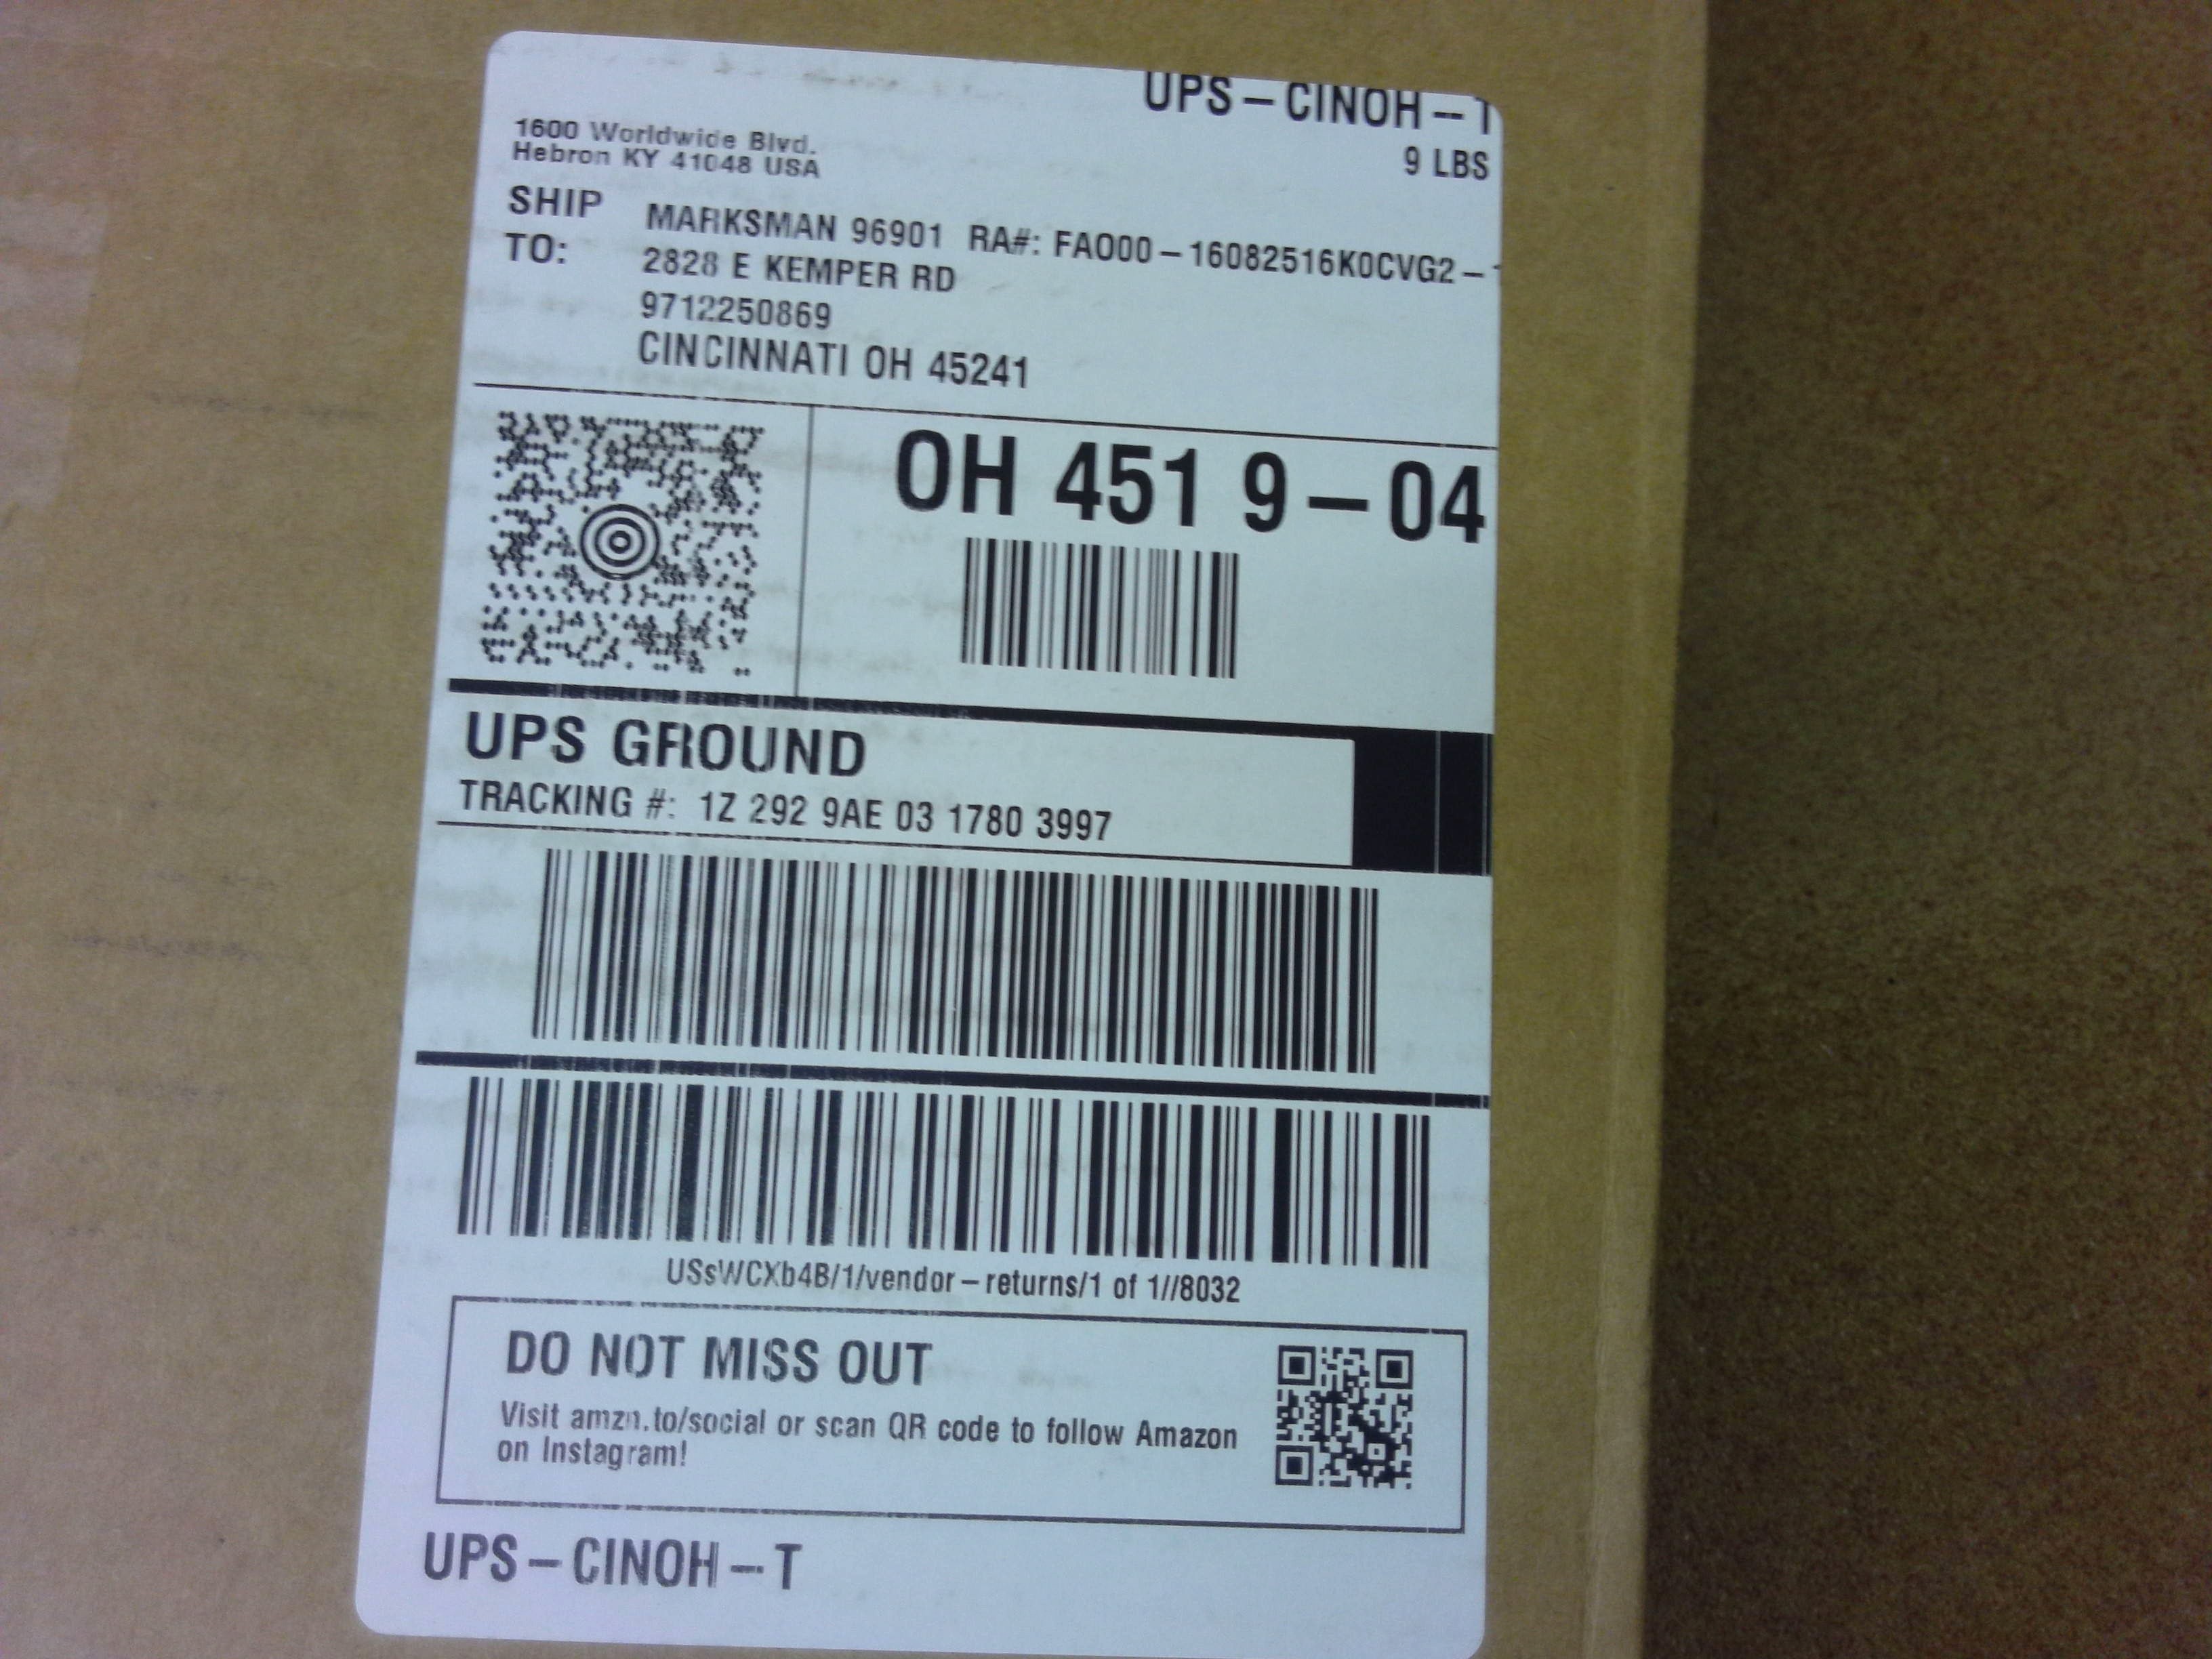 UPS – CINOH – T
1600 Worldwide Blvd.
Hebron KY 41048 USA
9 LBS
SHIP TO:
MARKSMAN 96901 RA#: FAO00 – 16082516K0CVG2 –
2828 E KEMPER RD
9712250869
CINCINNATI OH 45241
OH 451 9 – 04
UPS GROUND
TRACKING #: 1Z 292 9AE 03 1780 3997
USsWCXb4B/1/vendor – returns/1 of 1//8032
DO NOT MISS OUT
Visit amzn.to/social or scan QR code to follow Amazon
on Instagram!
UPS – CINOH – T